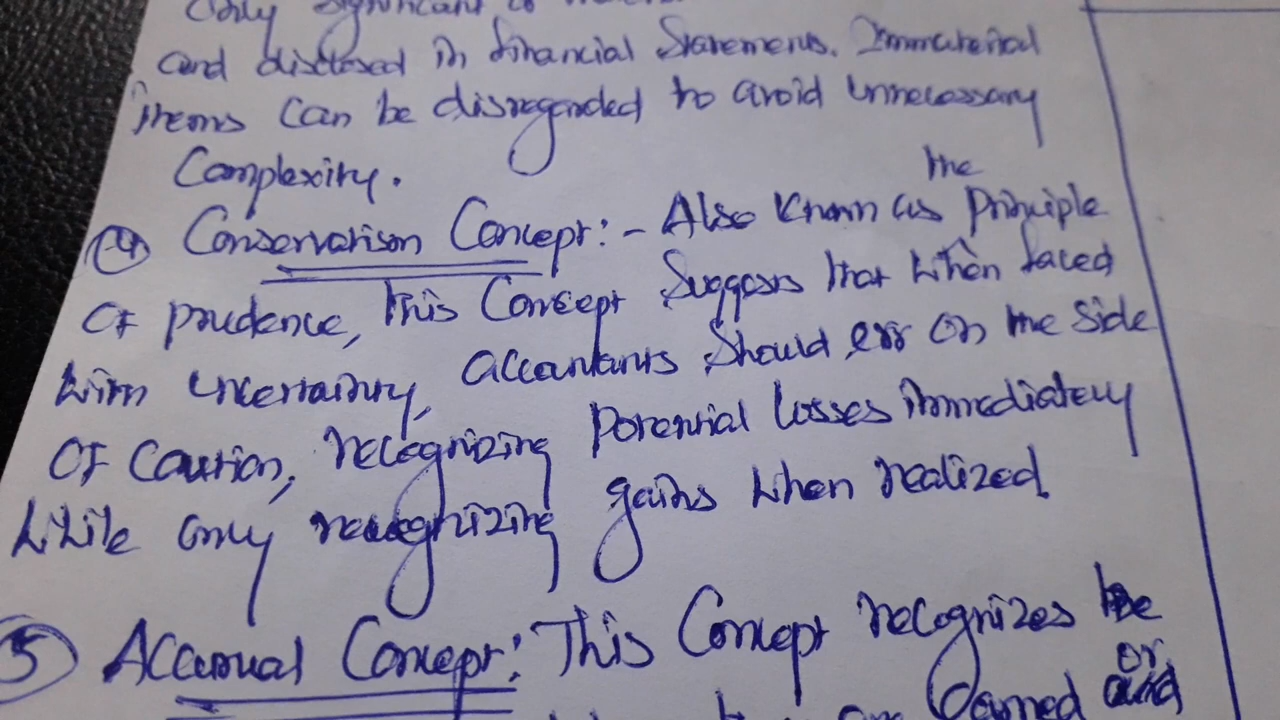 Only significant
and disclosed in financial Statements. Immaterial
items can be disregarded to avoid unnecessary
Complexity.
④ Conservatism Concept:- Also Known as the principle
Of prudence, this Concept Suggests that when faced
with uncertainty, accountants should err on the side
Of Caution, recognizing potential losses immediately
while only recognizing gains when realized.
⑤ Accrual Concept: This Concept recognizes
earned or and